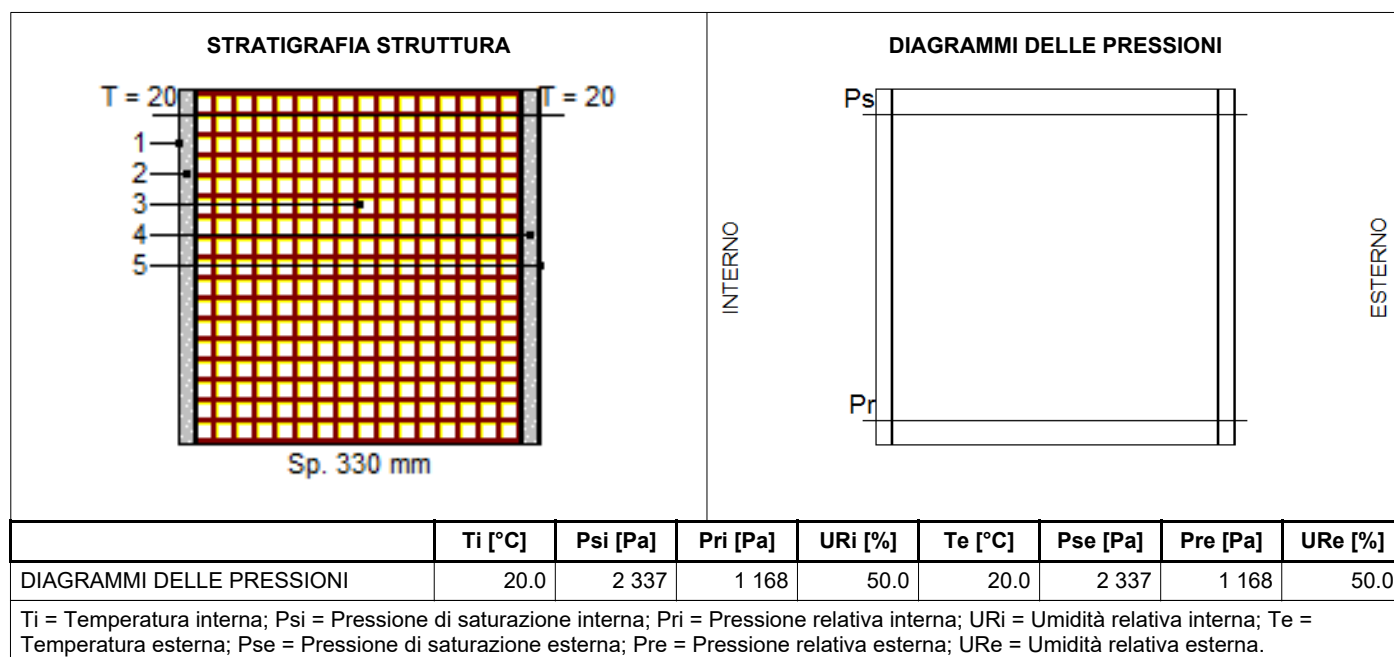 STRATIGRAFIA STRUTTURA
T = 20
T = 20
1
2
3
4
5
Sp. 330 mm
DIAGRAMMI DELLE PRESSIONI
Ps
Pr
INTERNO
ESTERNO
Ti [°C] Psi [Pa] Pri [Pa] URi [%] Te [°C] Pse [Pa] Pre [Pa] URe [%]
DIAGRAMMI DELLE PRESSIONI 20.0 2 337 1 168 50.0 20.0 2 337 1 168 50.0
Ti = Temperatura interna; Psi = Pressione di saturazione interna; Pri = Pressione relativa interna; URi = Umidità relativa interna; Te =
Temperatura esterna; Pse = Pressione di saturazione esterna; Pre = Pressione relativa esterna; URe = Umidità relativa esterna.